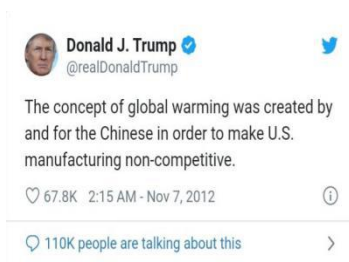 Donald J. Trump
@realDonaldTrump
The concept of global warming was created by
and for the Chinese in order to make U.S.
manufacturing non-competitive.
67.8K 2:15 AM - Nov 7, 2012
110K people are talking about this